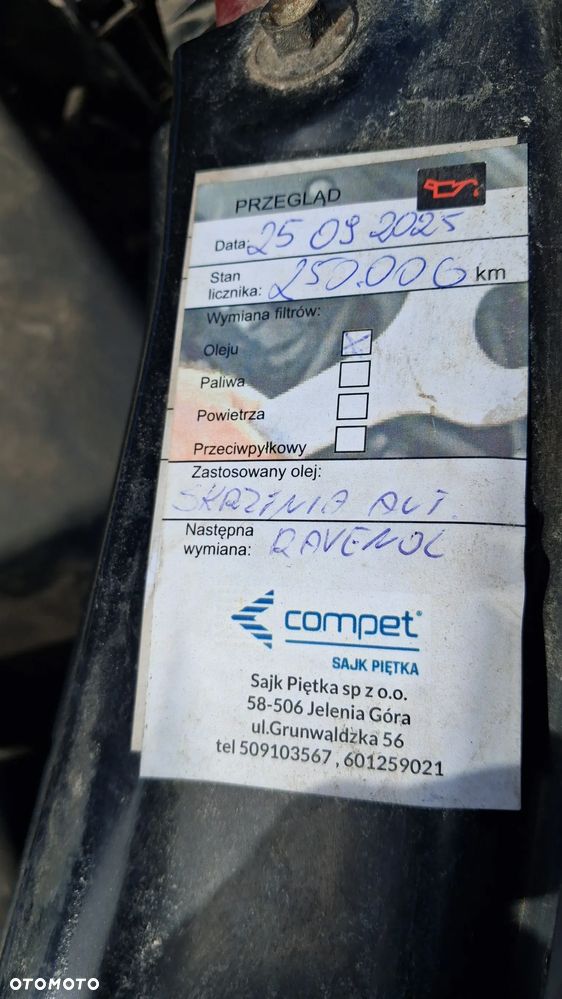 PRZEGLĄD
Data: 25 09 2025
Stan
licznika: 250.000 km
Wymiana filtrów:
Oleju
Paliwa
Powietrza
Przeciwpyłkowy
Zastosowany olej:
SKRZYNIA AUT.
Następna
wymiana: RAVENOL
compet
SAJK PIĘTKA
Sajk Piętka sp z o.o.
58-506 Jelenia Góra
ul.Grunwaldzka 56
tel 509103567 , 601259021
OTOMOTO